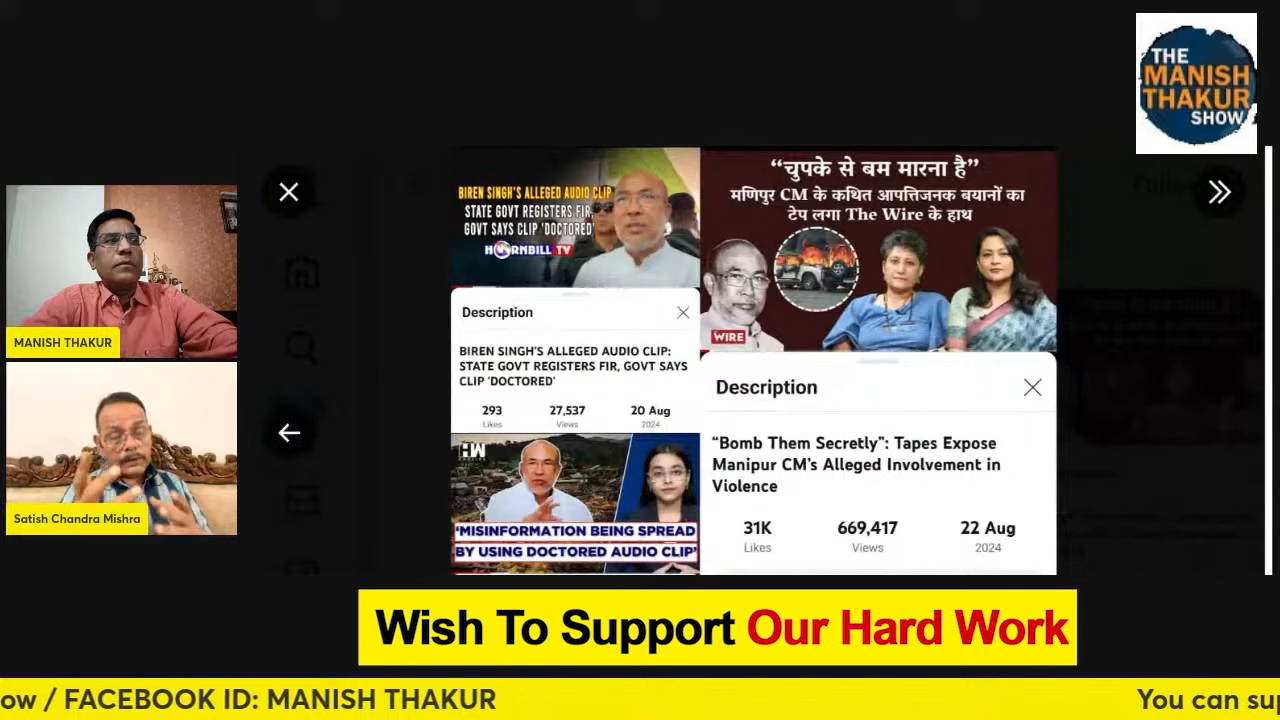 THE
MANISH
THAKUR
SHOW
MANISH THAKUR
Satish Chandra Mishra
BIREN SINGH'S ALLEGED AUDIO CLIP
STATE GOVT REGISTERS FIR,
GOVT SAYS CLIP 'DOCTORED'
HORNBILL TV
Description
BIREN SINGH'S ALLEGED AUDIO CLIP:
STATE GOVT REGISTERS FIR, GOVT SAYS
CLIP 'DOCTORED'
293 27,537 20 Aug
Likes Views 2024
HW
'MISINFORMATION BEING SPREAD
BY USING DOCTORED AUDIO CLIP'
“चुपके से बम मारना है”
मणिपुर CM के कथित आपत्तिजनक बयानों का
टेप लगा The Wire के हाथ
WIRE
Description
“Bomb Them Secretly”: Tapes Expose
Manipur CM's Alleged Involvement in
Violence
31K 669,417 22 Aug
Likes Views 2024
Wish To Support Our Hard Work
ow / FACEBOOK ID: MANISH THAKUR
You can sup